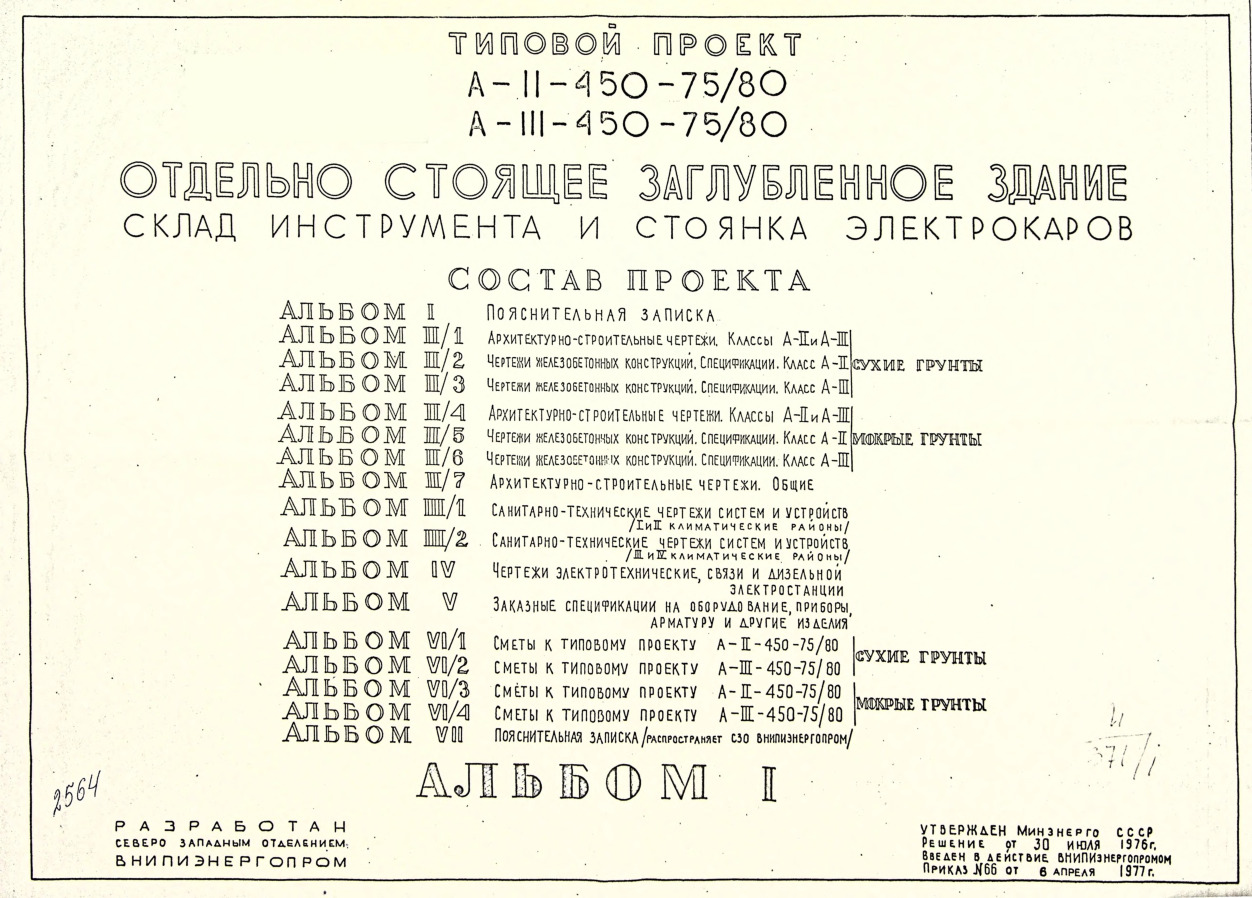 ТИПОВОЙ ПРОЕКТ
А-II-450-75/80
А-III-450-75/80
ОТДЕЛЬНО СТОЯЩЕЕ ЗАГЛУБЛЕННОЕ ЗДАНИЕ
СКЛАД ИНСТРУМЕНТА И СТОЯНКА ЭЛЕКТРОКАРОВ
СОСТАВ ПРОЕКТА
АЛЬБОМ I ПОЯСНИТЕЛЬНАЯ ЗАПИСКА
АЛЬБОМ II/1 АРХИТЕКТУРНО-СТРОИТЕЛЬНЫЕ ЧЕРТЕЖИ. КЛАССЫ А-II и А-III
АЛЬБОМ II/2 ЧЕРТЕЖИ ЖЕЛЕЗОБЕТОННЫХ КОНСТРУКЦИЙ. СПЕЦИФИКАЦИИ. КЛАСС А-II СУХИЕ ГРУНТЫ
АЛЬБОМ II/3 ЧЕРТЕЖИ ЖЕЛЕЗОБЕТОННЫХ КОНСТРУКЦИЙ. СПЕЦИФИКАЦИИ. КЛАСС А-III
АЛЬБОМ II/4 АРХИТЕКТУРНО-СТРОИТЕЛЬНЫЕ ЧЕРТЕЖИ. КЛАССЫ А-II и А-III
АЛЬБОМ II/5 ЧЕРТЕЖИ ЖЕЛЕЗОБЕТОННЫХ КОНСТРУКЦИЙ. СПЕЦИФИКАЦИИ. КЛАСС А-II МОКРЫЕ ГРУНТЫ
АЛЬБОМ II/6 ЧЕРТЕЖИ ЖЕЛЕЗОБЕТОННЫХ КОНСТРУКЦИЙ. СПЕЦИФИКАЦИИ. КЛАСС А-III
АЛЬБОМ II/7 АРХИТЕКТУРНО-СТРОИТЕЛЬНЫЕ ЧЕРТЕЖИ. ОБЩИЕ
АЛЬБОМ III/1 САНИТАРНО-ТЕХНИЧЕСКИЕ ЧЕРТЕЖИ СИСТЕМ И УСТРОЙСТВ
/I и II КЛИМАТИЧЕСКИЕ РАЙОНЫ/
АЛЬБОМ III/2 САНИТАРНО-ТЕХНИЧЕСКИЕ ЧЕРТЕЖИ СИСТЕМ И УСТРОЙСТВ
/III и IV КЛИМАТИЧЕСКИЕ РАЙОНЫ/
АЛЬБОМ IV ЧЕРТЕЖИ ЭЛЕКТРОТЕХНИЧЕСКИЕ, СВЯЗИ И ДИЗЕЛЬНОЙ
ЭЛЕКТРОСТАНЦИИ
АЛЬБОМ V ЗАКАЗНЫЕ СПЕЦИФИКАЦИИ НА ОБОРУДОВАНИЕ, ПРИБОРЫ,
АРМАТУРУ И ДРУГИЕ ИЗДЕЛИЯ
АЛЬБОМ VI/1 СМЕТЫ К ТИПОВОМУ ПРОЕКТУ А-II-450-75/80
АЛЬБОМ VI/2 СМЕТЫ К ТИПОВОМУ ПРОЕКТУ А-III-450-75/80 СУХИЕ ГРУНТЫ
АЛЬБОМ VI/3 СМЕТЫ К ТИПОВОМУ ПРОЕКТУ А-II-450-75/80
АЛЬБОМ VI/4 СМЕТЫ К ТИПОВОМУ ПРОЕКТУ А-III-450-75/80 МОКРЫЕ ГРУНТЫ
АЛЬБОМ VII ПОЯСНИТЕЛЬНАЯ ЗАПИСКА /РАСПРОСТРАНЯЕТ СЗО ВНИПИЭНЕРГОПРОМ/
АЛЬБОМ I
2564
РАЗРАБОТАН
СЕВЕРО ЗАПАДНЫМ ОТДЕЛЕНИЕМ
ВНИПИЭНЕРГОПРОМ
УТВЕРЖДЕН МИНЭНЕРГО СССР
РЕШЕНИЕ от 30 ИЮЛЯ 1976г.
ВВЕДЕН В ДЕЙСТВИЕ ВНИПИЭНЕРГОПРОМОМ
ПРИКАЗ №66 ОТ 6 АПРЕЛЯ 1977г.